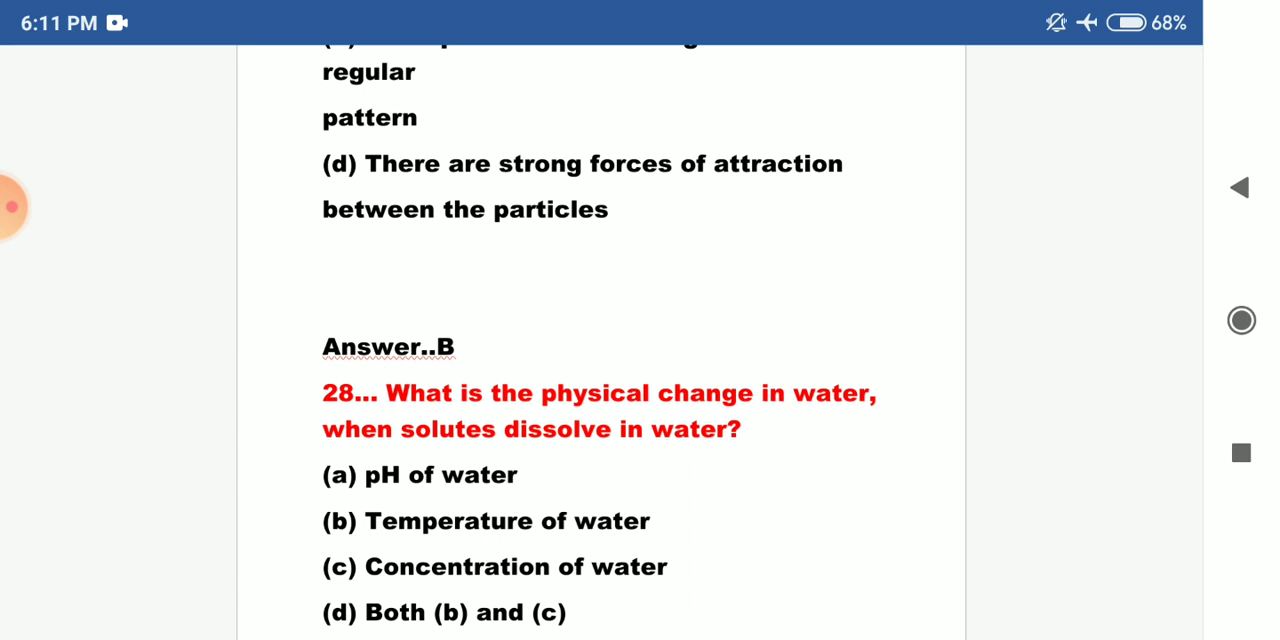 6:11 PM
68%
regular
pattern
(d) There are strong forces of attraction
between the particles
Answer..B
28... What is the physical change in water,
when solutes dissolve in water?
(a) pH of water
(b) Temperature of water
(c) Concentration of water
(d) Both (b) and (c)